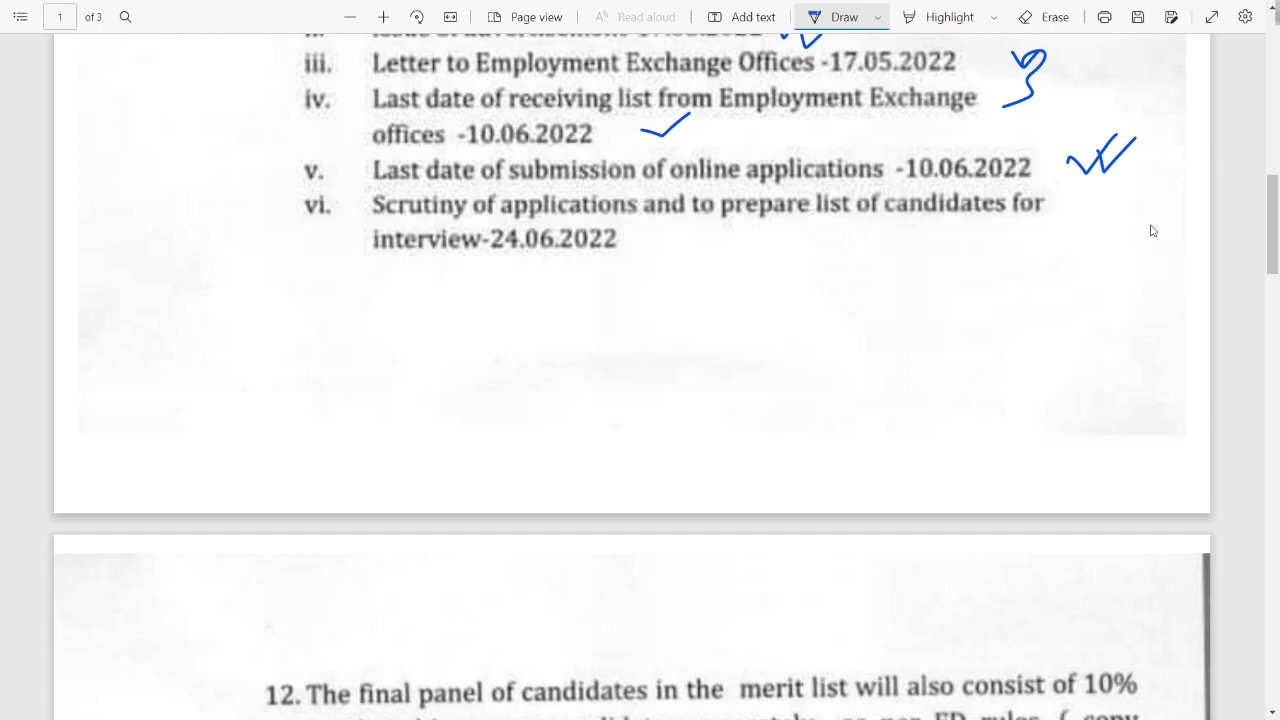 1 of 3 Page view Read aloud Add text Draw Highlight Erase
iii. Letter to Employment Exchange Offices -17.05.2022
iv. Last date of receiving list from Employment Exchange
offices -10.06.2022
v. Last date of submission of online applications -10.06.2022
vi. Scrutiny of applications and to prepare list of candidates for
interview-24.06.2022
12. The final panel of candidates in the merit list will also consist of 10%